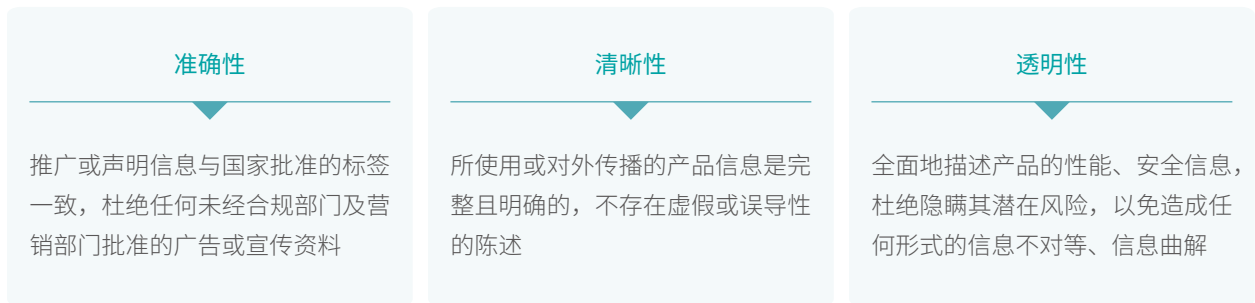 准确性
推广或声明信息与国家批准的标签
一致，杜绝任何未经合规部门及营
销部门批准的广告或宣传资料
清晰性
所使用或对外传播的产品信息是完
整且明确的，不存在虚假或误导性
的陈述
透明性
全面地描述产品的性能、安全信息，
杜绝隐瞒其潜在风险，以免造成任
何形式的信息不对等、信息曲解